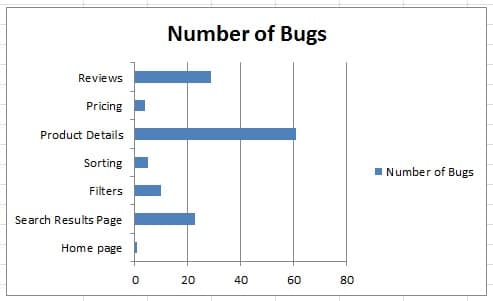 Number of Bugs
Reviews
Pricing
Product Details
Sorting
Filters
Search Results Page
Home page
Number of Bugs
0 20 40 60 80